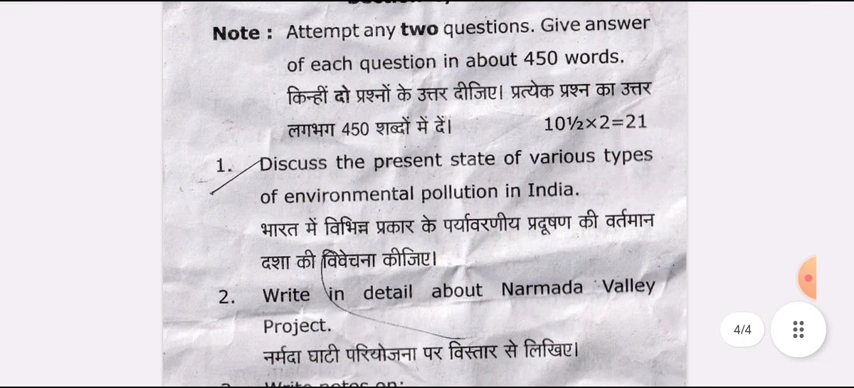 Note : Attempt any two questions. Give answer
of each question in about 450 words.
किन्हीं दो प्रश्नों के उत्तर दीजिए। प्रत्येक प्रश्न का उत्तर
लगभग 450 शब्दों में दें। 10½×2=21
1. Discuss the present state of various types
of environmental pollution in India.
भारत में विभिन्न प्रकार के पर्यावरणीय प्रदूषण की वर्तमान
दशा की विवेचना कीजिए।
2. Write in detail about Narmada Valley
Project.
4/4
नर्मदा घाटी परियोजना पर विस्तार से लिखिए।
Write notes on: